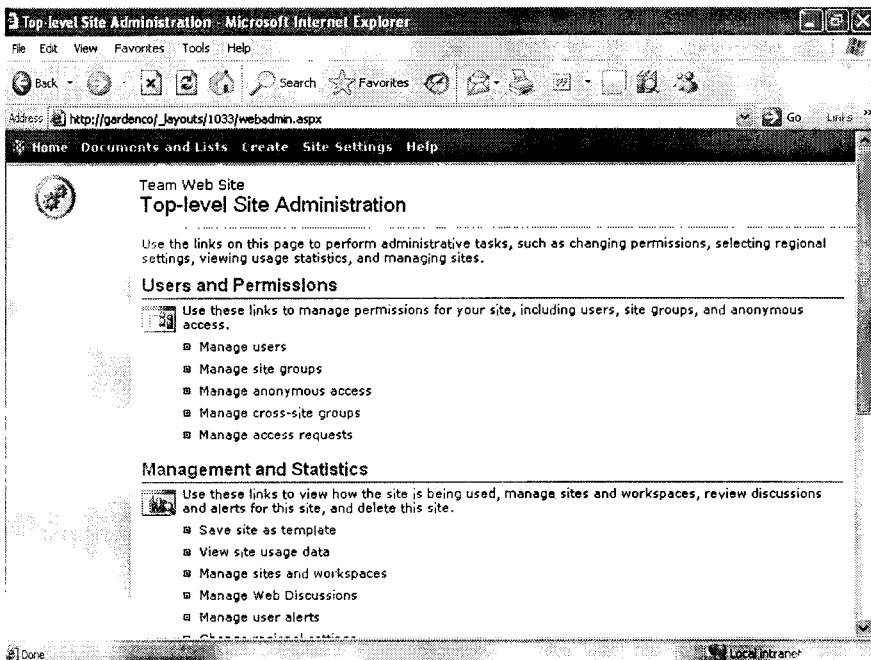 Top-level Site Administration - Microsoft Internet Explorer
File Edit View Favorites Tools Help
Back Search Favorites
Address http://gardenco/_layouts/1033/webadmin.aspx Go Links »
Home Documents and Lists Create Site Settings Help
Team Web Site
Top-level Site Administration
Use the links on this page to perform administrative tasks, such as changing permissions, selecting regional
settings, viewing usage statistics, and managing sites.
Users and Permissions
Use these links to manage permissions for your site, including users, site groups, and anonymous
access.
Manage users
Manage site groups
Manage anonymous access
Manage cross-site groups
Manage access requests
Management and Statistics
Use these links to view how the site is being used, manage sites and workspaces, review discussions
and alerts for this site, and delete this site.
Save site as template
View site usage data
Manage sites and workspaces
Manage Web Discussions
Manage user alerts
Change regional settings
Done Local intranet